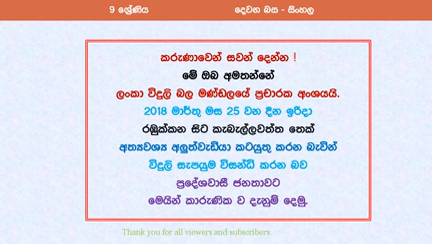 9 ශ්‍රේණිය දෙවන බස - සිංහල
කරුණාවෙන් සවන් දෙන්න !
මේ ඔබ අමතන්නේ
ලංකා විදුලි බල මණ්ඩලයේ ප්‍රචාරක අංශයයි.
2018 මාර්තු මස 25 වන දින ඉරිදා
රඹුක්කන සිට කැබැල්ලවත්ත තෙක්
අත්‍යවශ්‍ය අලුත්වැඩියා කටයුතු කරන බැවින්
විදුලි සැපයුම විසන්ධි කරන බව
ප්‍රදේශවාසී ජනතාවට
මෙයින් කාරුණික ව දැනුම් දෙමු.
Thank you for all viewers and subscribers.